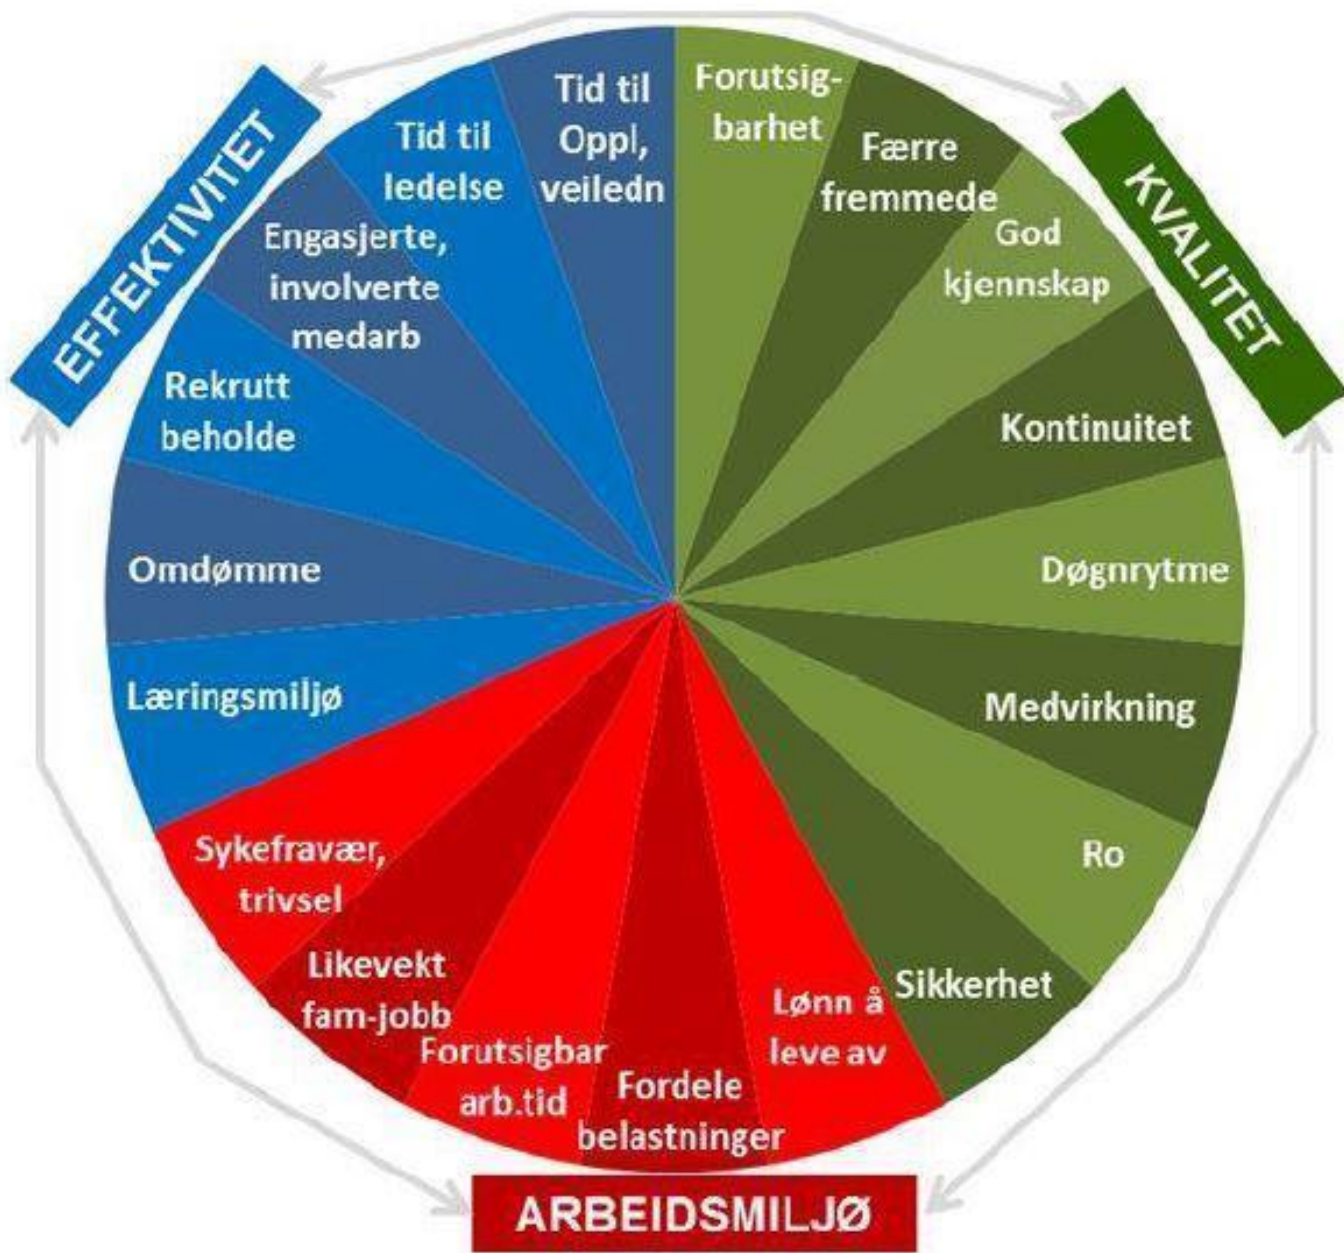 EFFEKTIVITET
KVALITET
ARBEIDSMILJØ
Forutsig-
barhet
Færre
fremmede
God
kjennskap
Kontinuitet
Døgnrytme
Medvirkning
Ro
Sikkerhet
Lønn å
leve av
Fordele
belastninger
Forutsigbar
arb.tid
Likevekt
fam-jobb
Sykefravær,
trivsel
Læringsmiljø
Omdømme
Rekrutt
beholde
Engasjerte,
involverte
medarb
Tid til
ledelse
Tid til
Oppl,
veiledn